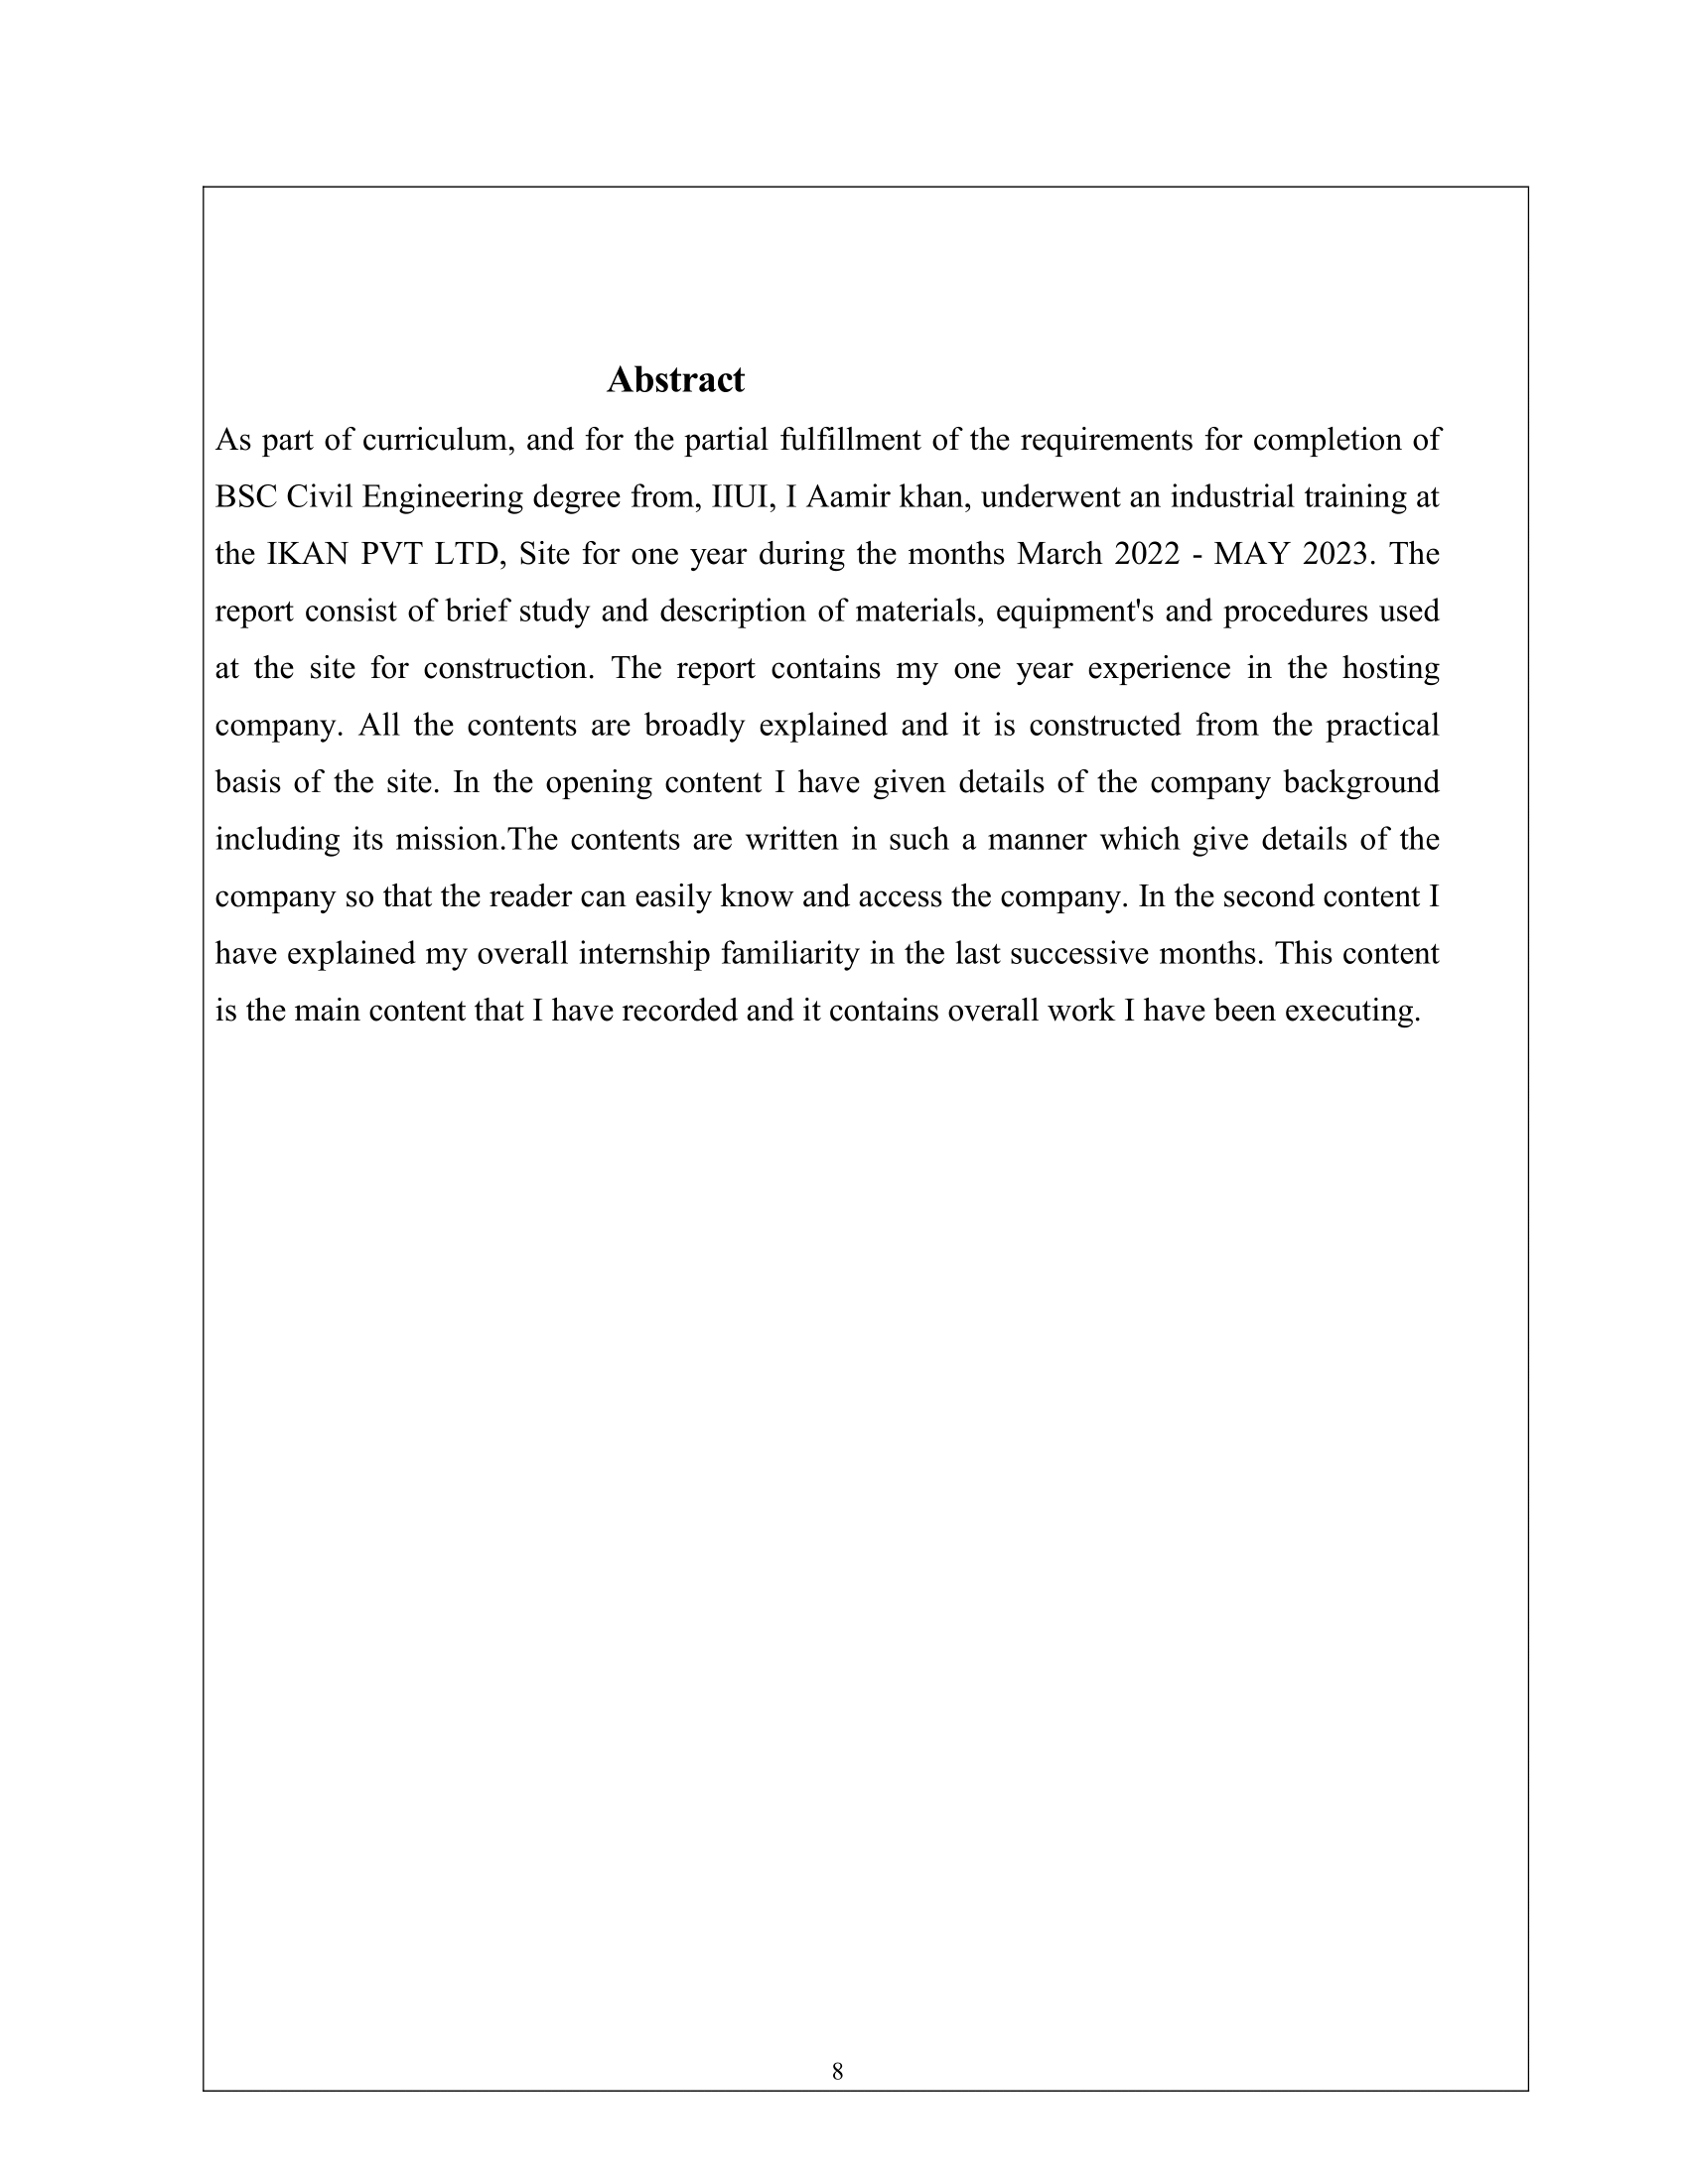 Abstract
As part of curriculum, and for the partial fulfillment of the requirements for completion of
BSC Civil Engineering degree from, IIUI, I Aamir khan, underwent an industrial training at
the IKAN PVT LTD, Site for one year during the months March 2022 - MAY 2023. The
report consist of brief study and description of materials, equipment's and procedures used
at the site for construction. The report contains my one year experience in the hosting
company. All the contents are broadly explained and it is constructed from the practical
basis of the site. In the opening content I have given details of the company background
including its mission.The contents are written in such a manner which give details of the
company so that the reader can easily know and access the company. In the second content I
have explained my overall internship familiarity in the last successive months. This content
is the main content that I have recorded and it contains overall work I have been executing.
8